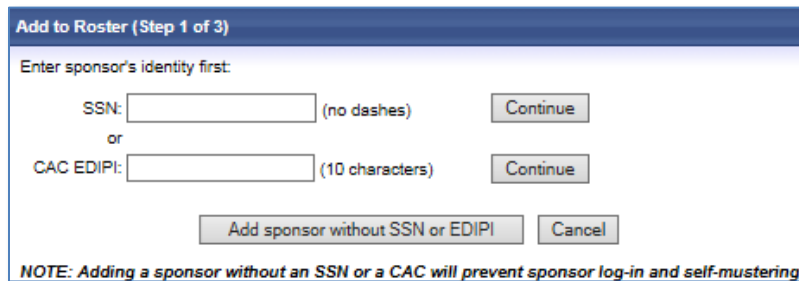 Add to Roster (Step 1 of 3)
Enter sponsor's identity first:
SSN: (no dashes) Continue
or
CAC EDIPI: (10 characters) Continue
Add sponsor without SSN or EDIPI Cancel
NOTE: Adding a sponsor without an SSN or a CAC will prevent sponsor log-in and self-mustering